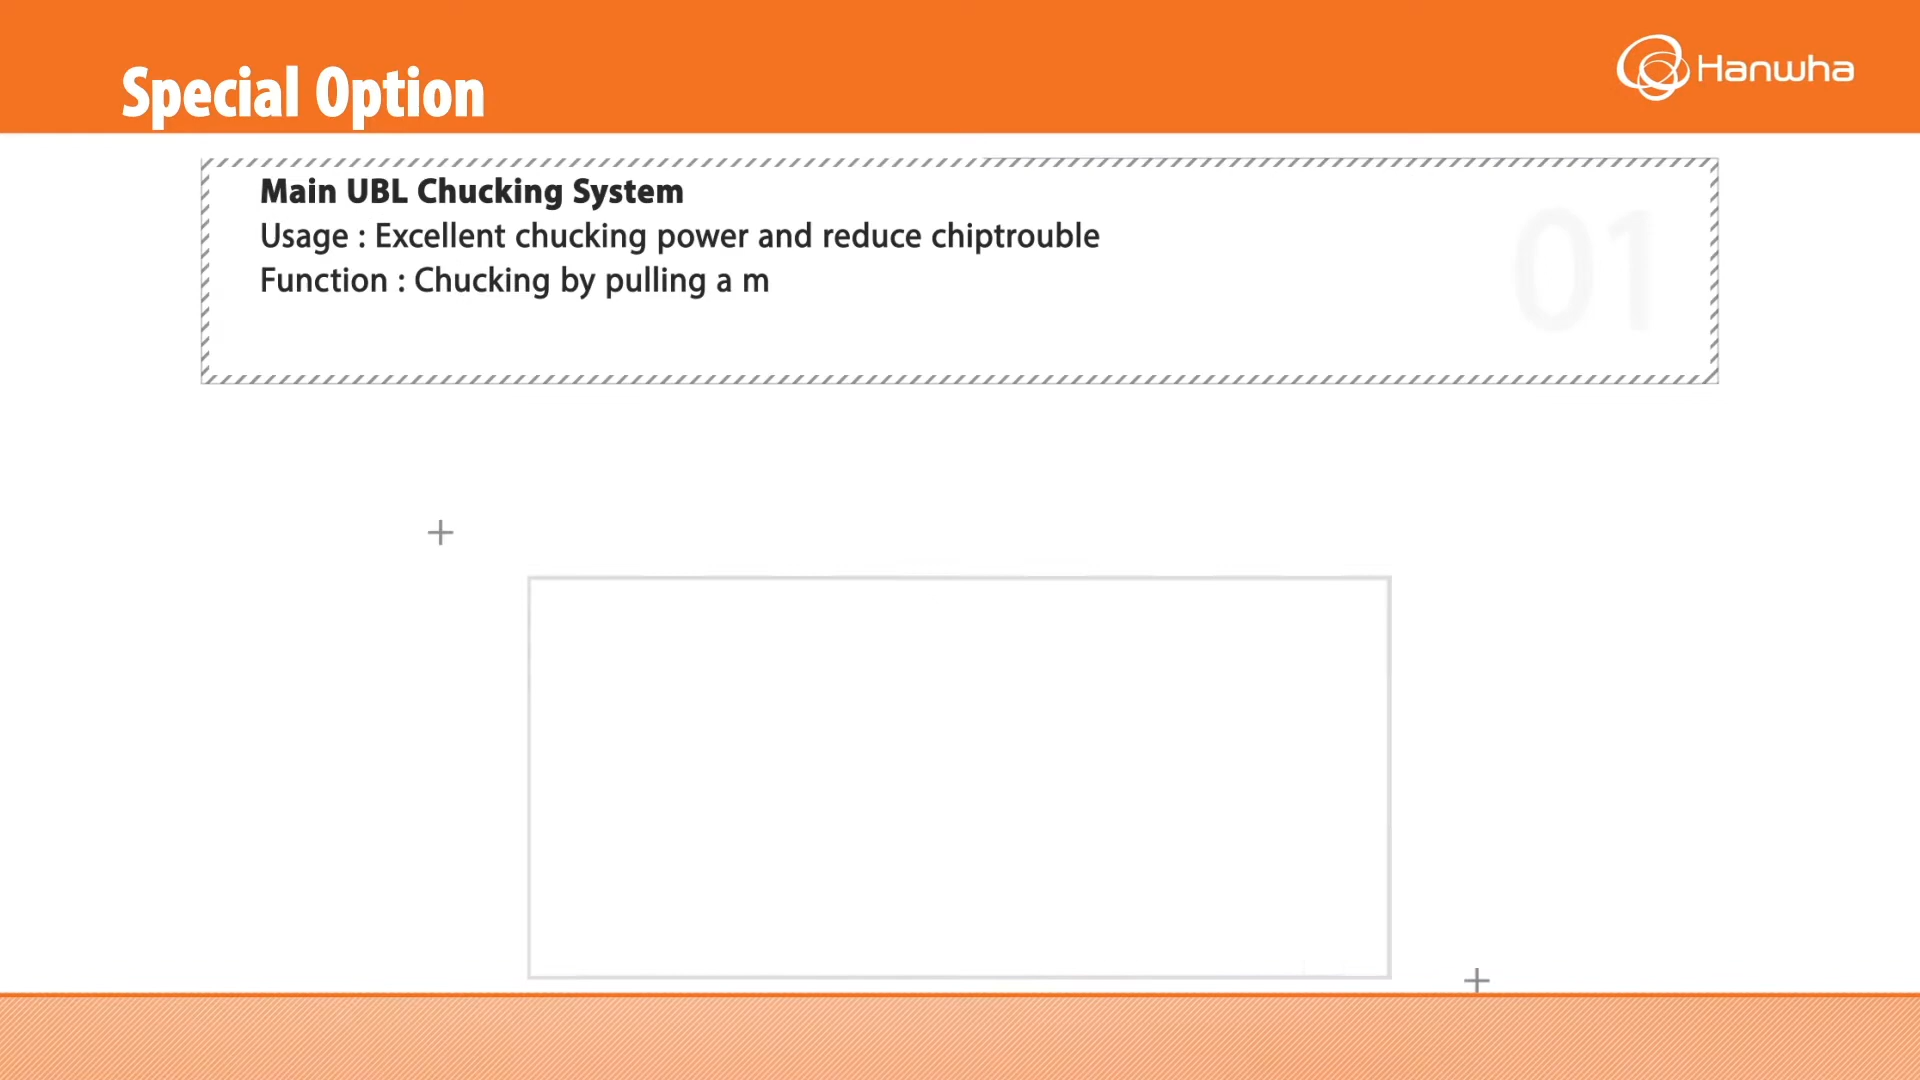 Special Option
Hanwha
Main UBL Chucking System
Usage : Excellent chucking power and reduce chiptrouble
Function : Chucking by pulling a m
01